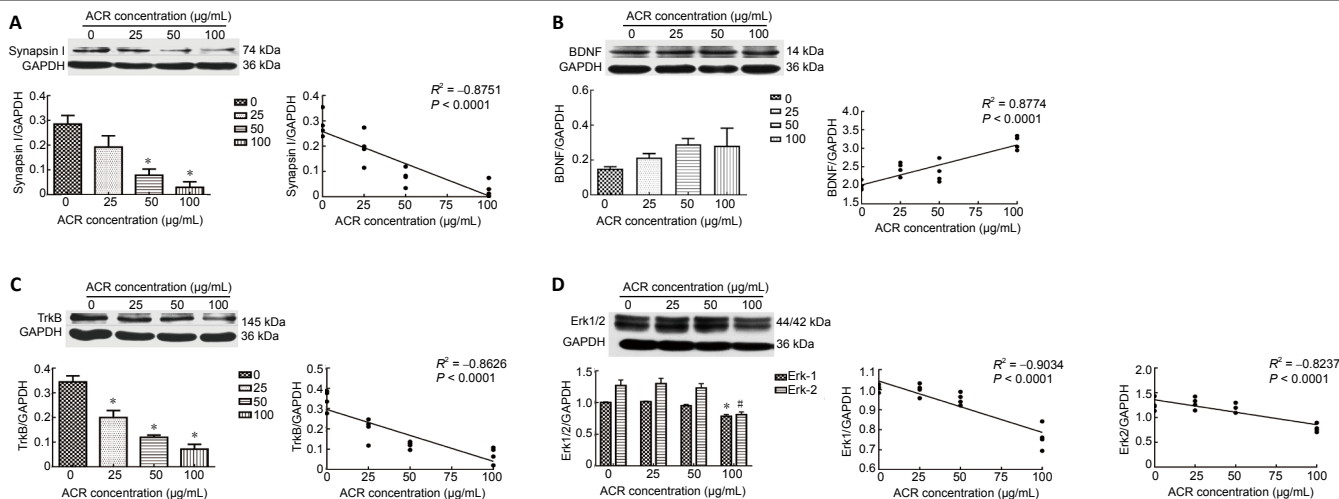 A
ACR concentration (µg/mL)
0 25 50 100
Synapsin I 74 kDa
GAPDH 36 kDa
Synapsin I/GAPDH
0.4
0.3
0.2
0.1
0
* *
0 25 50 100
ACR concentration (µg/mL)
0
25
50
100
R² = –0.8751
P < 0.0001
Synapsin I/GAPDH
0.4
0.3
0.2
0.1
0
0 25 50 100
ACR concentration (µg/mL)
B
ACR concentration (µg/mL)
0 25 50 100
BDNF 14 kDa
GAPDH 36 kDa
BDNF/GAPDH
0.6
0.4
0.2
0
0 25 50 100
ACR concentration (µg/mL)
0
25
50
100
R² = 0.8774
P < 0.0001
BDNF/GAPDH
4.0
3.0
2.5
2.0
1.5
0 25 50 100
ACR concentration (µg/mL)
C
ACR concentration (µg/mL)
0 25 50 100
TrkB 145 kDa
GAPDH 36 kDa
TrkB/GAPDH
0.4
0.3
0.2
0.1
0
* * *
0 25 50 100
ACR concentration (µg/mL)
0
25
50
100
R² = –0.8626
P < 0.0001
TrkB/GAPDH
0.5
0.4
0.3
0.2
0.1
0
0 25 50 100
ACR concentration (µg/mL)
D
ACR concentration (µg/mL)
0 25 50 100
Erk1/2 44/42 kDa
GAPDH 36 kDa
Erk1/2/GAPDH
1.5
1.0
0.5
0
* #
0 25 50 100
ACR concentration (µg/mL)
Erk-1
Erk-2
R² = –0.9034
P < 0.0001
Erk1/GAPDH
1.1
1.0
0.9
0.8
0.7
0.6
0 25 50 100
ACR concentration (µg/mL)
R² = –0.8237
P < 0.0001
Erk2/GAPDH
2.0
1.5
1.0
0.5
0
0 25 50 100
ACR concentration (µg/mL)